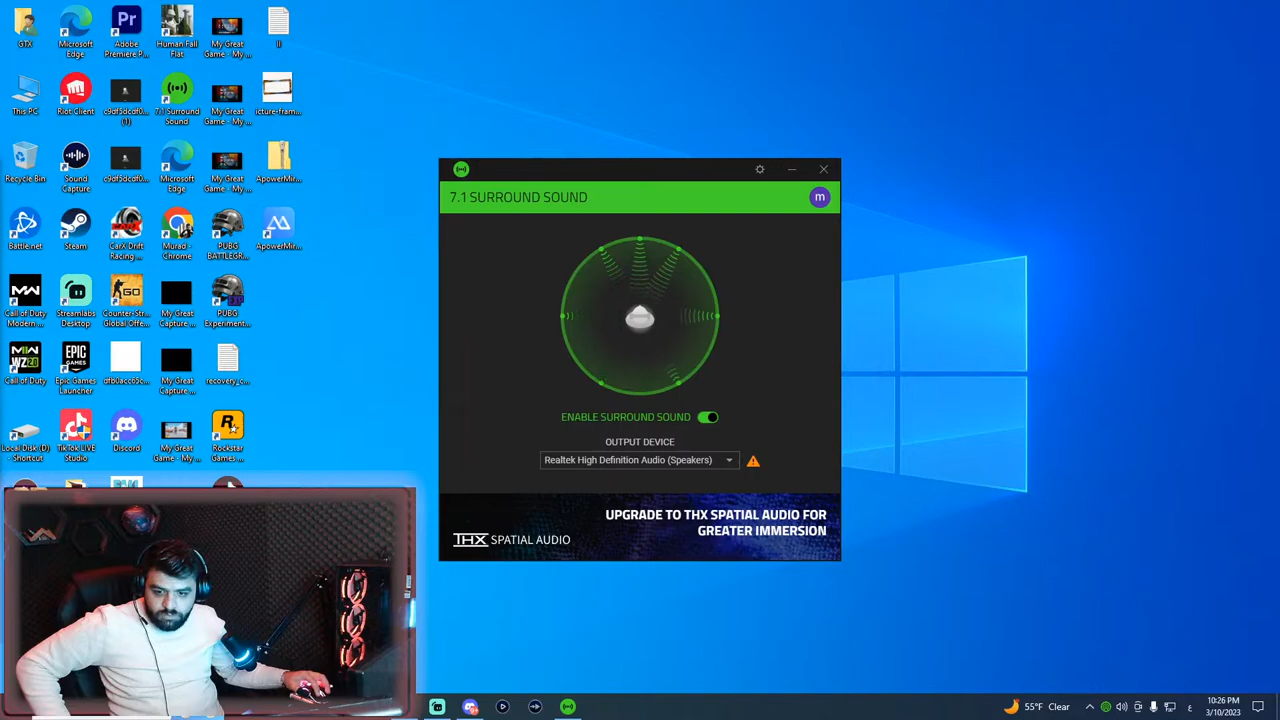 GTX
Microsoft Edge
Adobe Premiere P...
Human Fall Flat
My Great Game - My ...
This PC
Riot Client
c9df5dcdf0... (1)
7.1 Surround Sound
My Great Game - My ...
icture-fram...
Recycle Bin
Sound Capture
c9df5dcdf0...
Microsoft Edge
My Great Game - My ...
ApowerMir...
Battle.net
Steam
CarX Drift Racing ...
Murad - Chrome
PUBG BATTLEGR...
ApowerMir...
Call of Duty Modern ...
Streamlabs Desktop
Counter-Str... Global Offe...
My Great Capture ...
PUBG Experiment...
Call of Duty
Epic Games Launcher
My Great Capture ...
recovery_c...
Local Disk (D) - Shortcut
TikTok LIVE Studio
Discord
My Great Game - My ...
Rockstar Games ...
7.1 SURROUND SOUND
m
ENABLE SURROUND SOUND
OUTPUT DEVICE
Realtek High Definition Audio (Speakers)
UPGRADE TO THX SPATIAL AUDIO FOR
GREATER IMMERSION
THX SPATIAL AUDIO
55°F Clear
ع
10:26 PM
3/10/2023